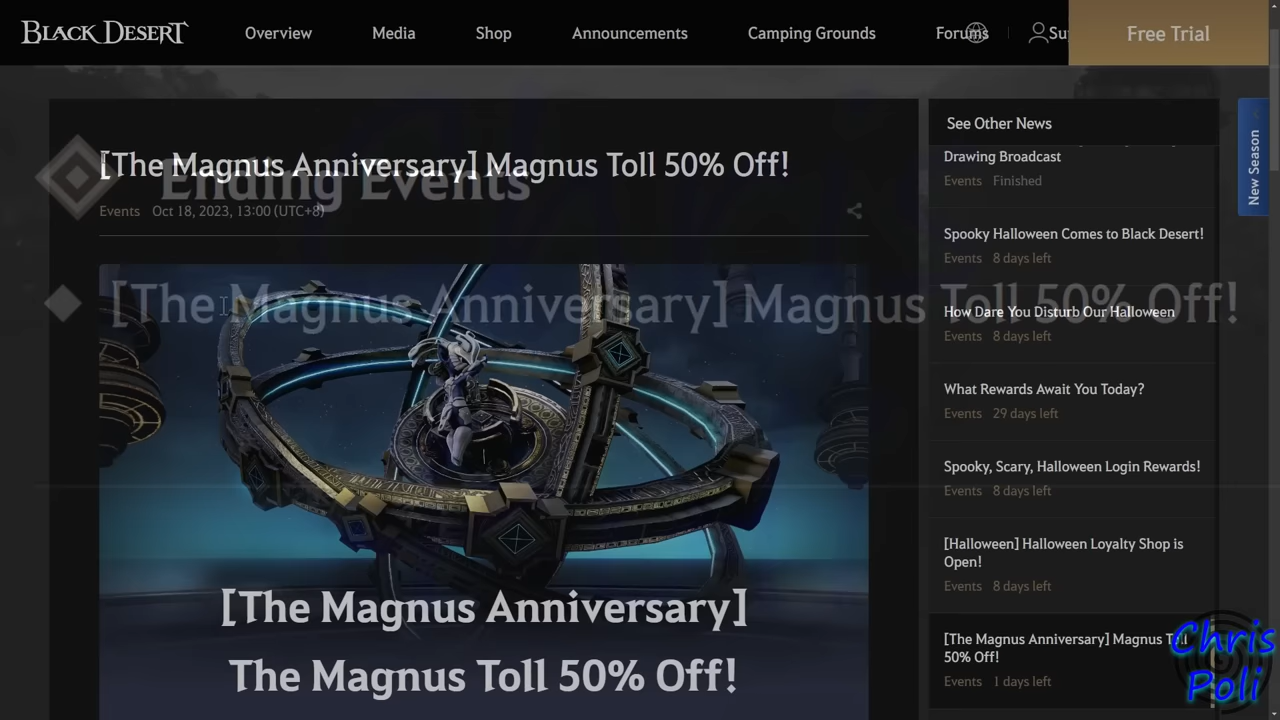 BLACK DESERT
Overview
Media
Shop
Announcements
Camping Grounds
Forums
Su
Free Trial
[The Magnus Anniversary] Magnus Toll 50% Off!
Ending Events
Events Oct 18, 2023, 13:00 (UTC+8)
[The Magnus Anniversary] Magnus Toll 50% Off!
[The Magnus Anniversary]
The Magnus Toll 50% Off!
See Other News
Drawing Broadcast
Events Finished
Spooky Halloween Comes to Black Desert!
Events 8 days left
How Dare You Disturb Our Halloween
Events 8 days left
What Rewards Await You Today?
Events 29 days left
Spooky, Scary, Halloween Login Rewards!
Events 8 days left
[Halloween] Halloween Loyalty Shop is
Open!
Events 8 days left
[The Magnus Anniversary] Magnus Toll
50% Off!
Events 1 days left
New Season
Chris
Poli